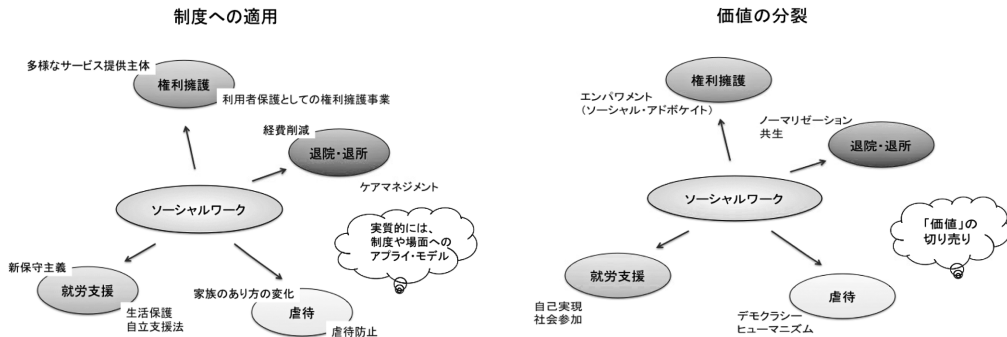 制度への適用
多様なサービス提供主体
権利擁護
利用者保護としての権利擁護事業
経費削減
退院・退所
ケアマネジメント
ソーシャルワーク
実質的には、
制度や場面への
アプライ・モデル
新保守主義
就労支援
生活保護
自立支援法
家族のあり方の変化
虐待
虐待防止
価値の分裂
権利擁護
エンパワメント
（ソーシャル・アドボケイト）
ノーマリゼーション
共生
退院・退所
ソーシャルワーク
「価値」の
切り売り
就労支援
自己実現
社会参加
虐待
デモクラシー
ヒューマニズム